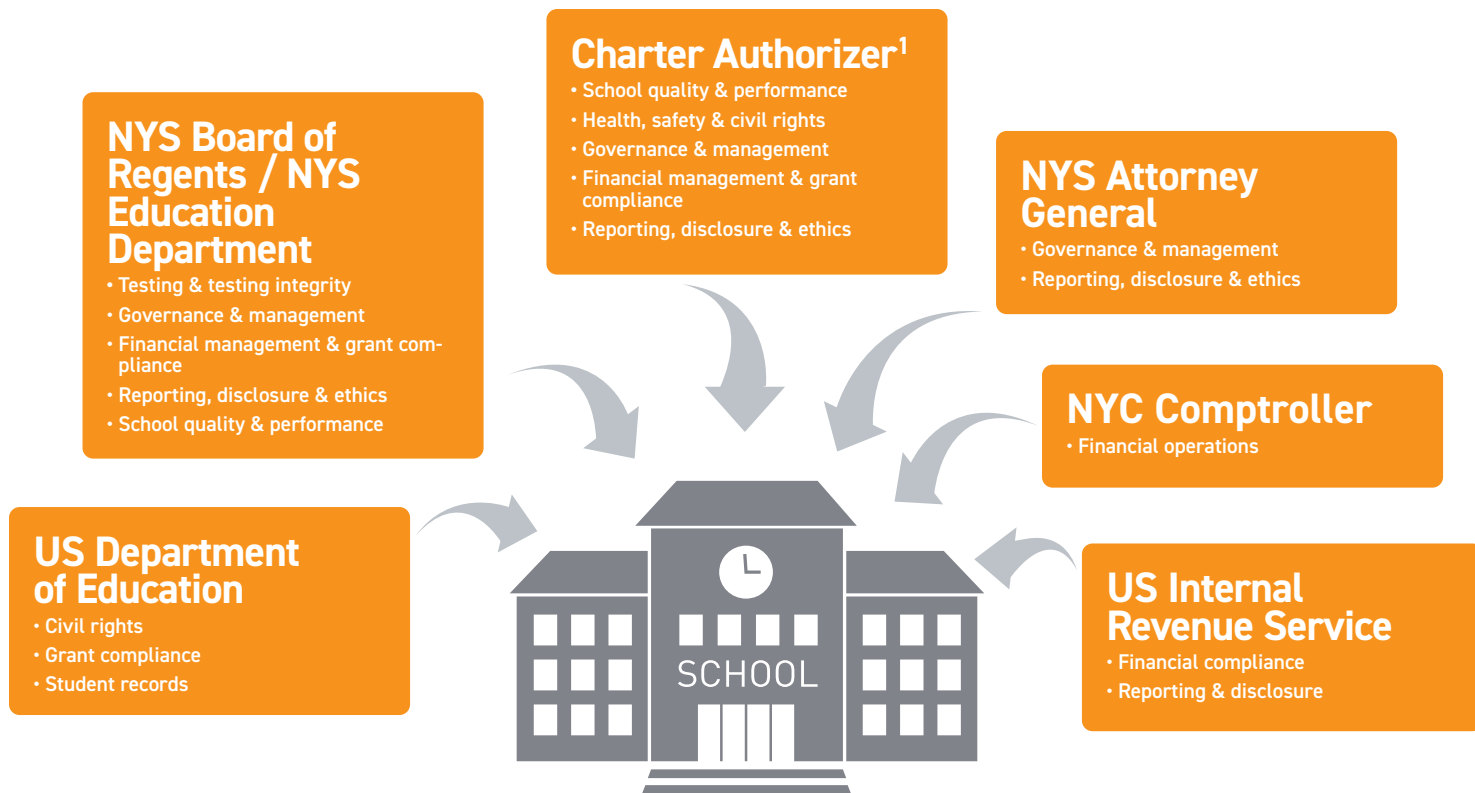 Charter Authorizer¹
• School quality & performance
• Health, safety & civil rights
• Governance & management
• Financial management & grant
compliance
• Reporting, disclosure & ethics
NYS Board of
Regents / NYS
Education
Department
• Testing & testing integrity
• Governance & management
• Financial management & grant com-
pliance
• Reporting, disclosure & ethics
• School quality & performance
NYS Attorney
General
• Governance & management
• Reporting, disclosure & ethics
NYC Comptroller
• Financial operations
US Department
of Education
• Civil rights
• Grant compliance
• Student records
US Internal
Revenue Service
• Financial compliance
• Reporting & disclosure
SCHOOL